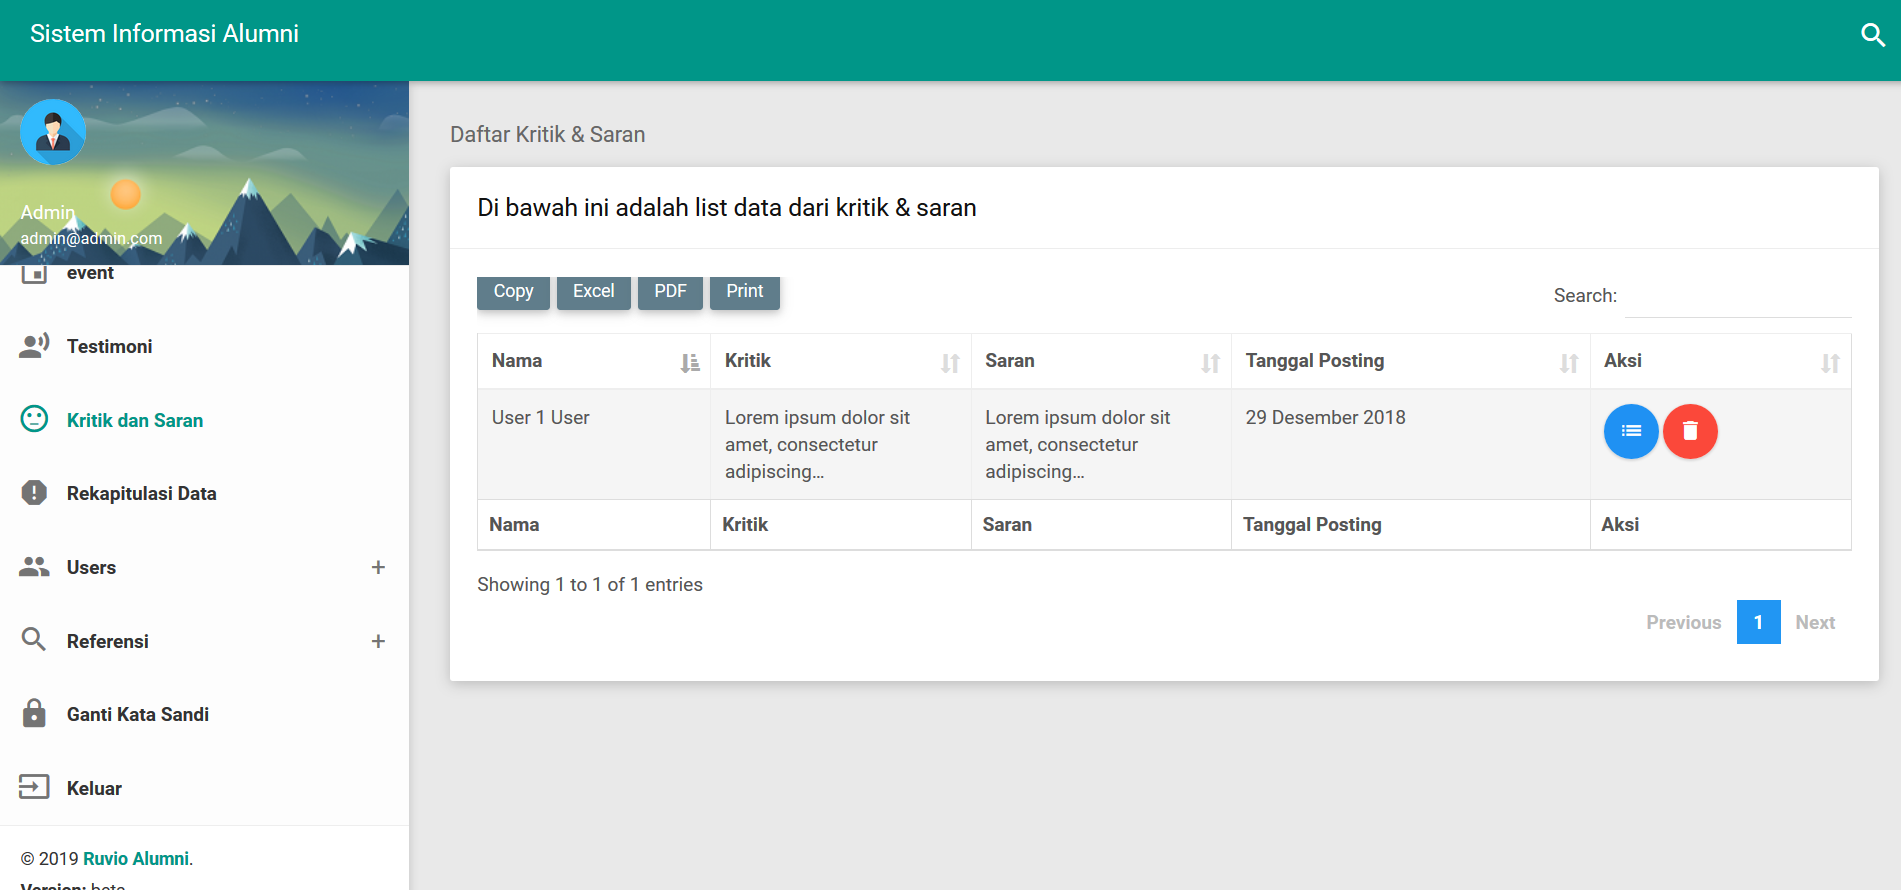 Sistem Informasi Alumni
Admin
admin@admin.com
event
Testimoni
Kritik dan Saran
Rekapitulasi Data
Users +
Referensi +
Ganti Kata Sandi
Keluar
© 2019 Ruvio Alumni.
Version: beta
Daftar Kritik & Saran
Di bawah ini adalah list data dari kritik & saran
Copy Excel PDF Print
Search:
Nama Kritik Saran Tanggal Posting Aksi
User 1 User Lorem ipsum dolor sit amet, consectetur adipiscing... Lorem ipsum dolor sit amet, consectetur adipiscing... 29 Desember 2018
Nama Kritik Saran Tanggal Posting Aksi
Showing 1 to 1 of 1 entries
Previous 1 Next